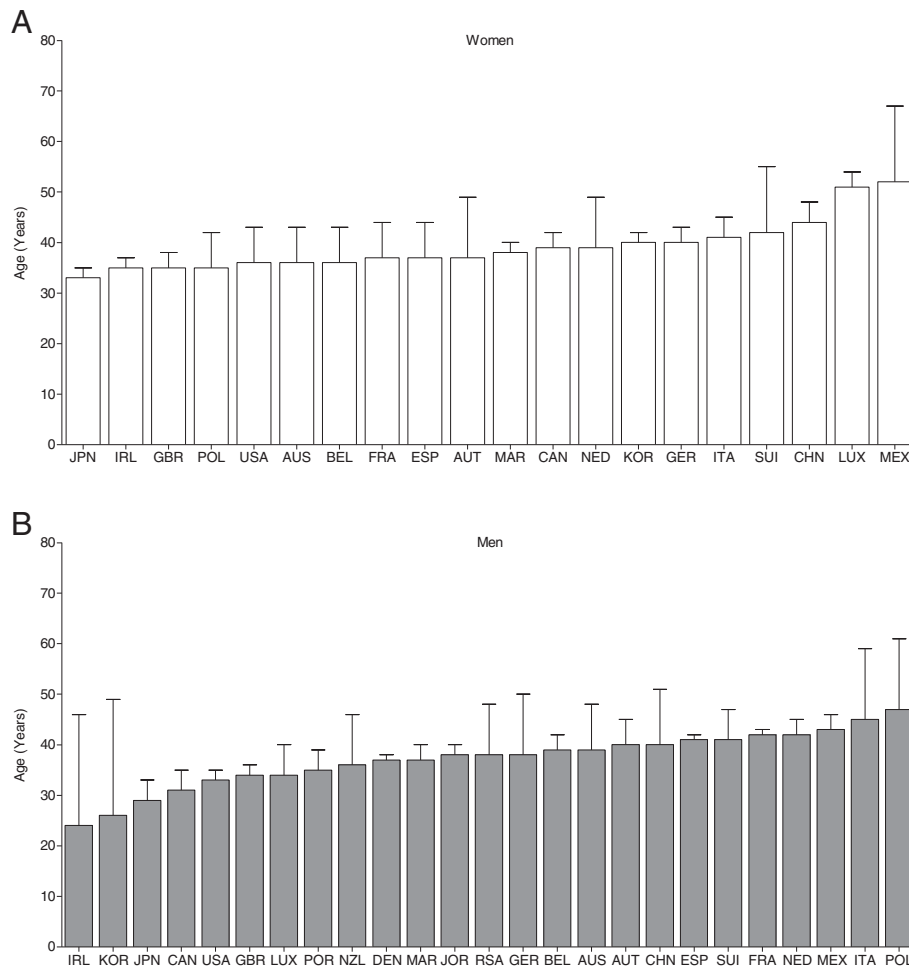 A
Women
Age (Years)
80
70
60
50
40
30
20
10
0
JPN IRL GBR POL USA AUS BEL FRA ESP AUT MAR CAN NED KOR GER ITA SUI CHN LUX MEX
B
Men
Age (Years)
80
70
60
50
40
30
20
10
0
IRL KOR JPN CAN USA GBR LUX POR NZL DEN MAR JOR RSA GER BEL AUS AUT CHN ESP SUI FRA NED MEX ITA POL